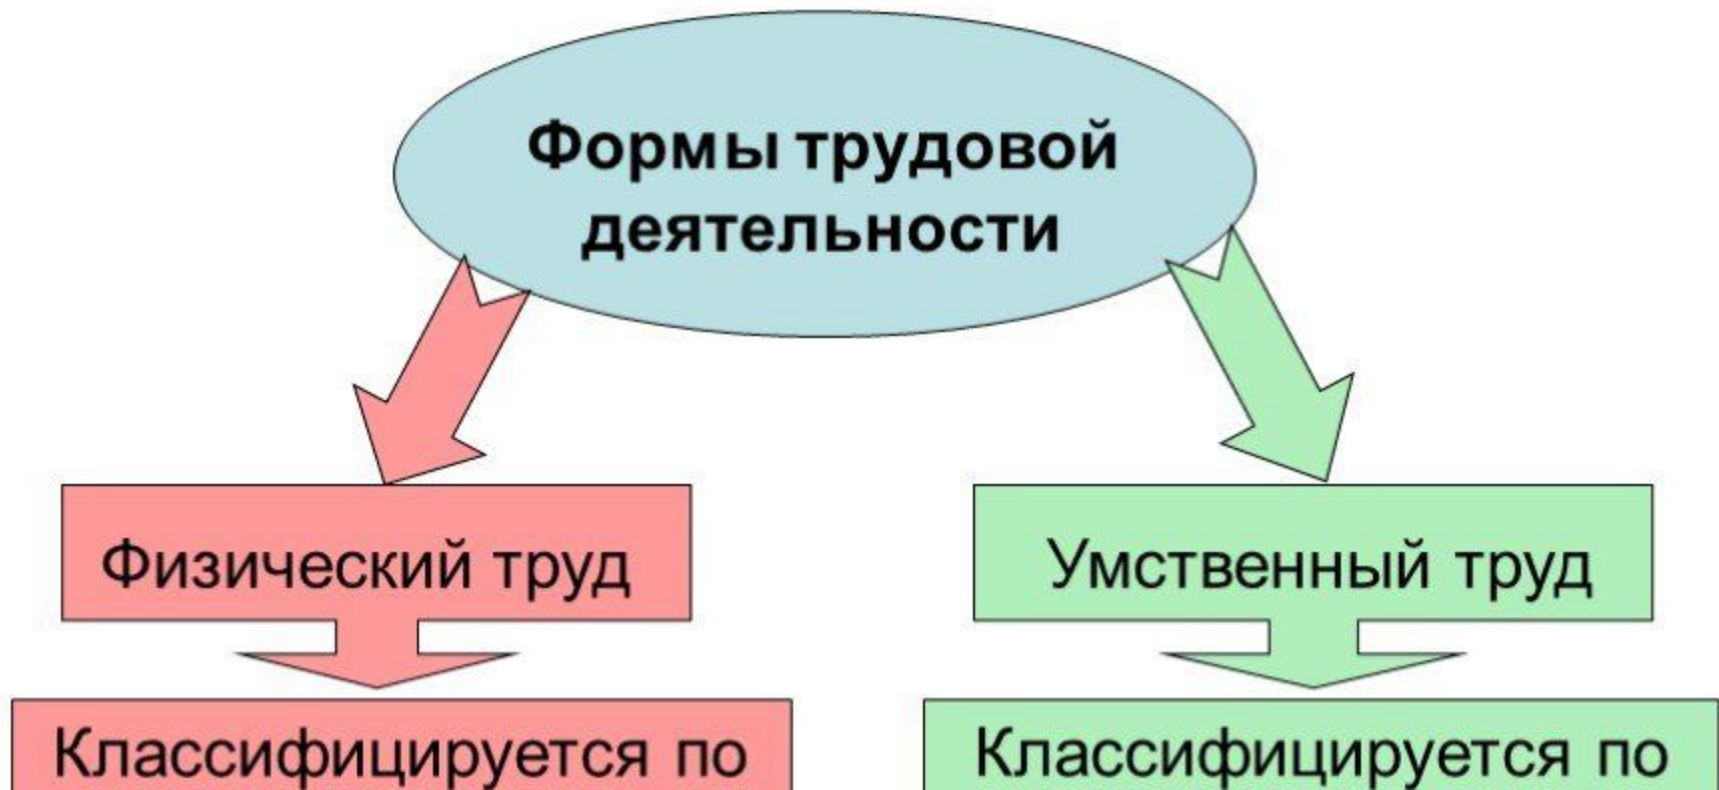 Формы трудовой
деятельности
Физический труд
Умственный труд
Классифицируется по
Классифицируется по